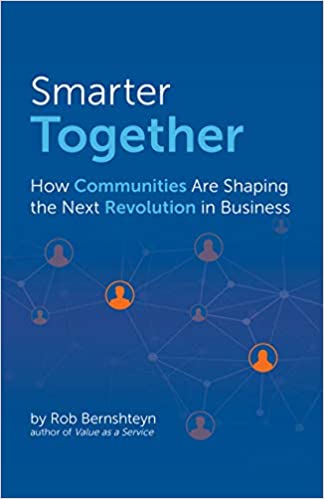 Smarter
Together
How Communities Are Shaping
the Next Revolution in Business
by Rob Bernshteyn
author of Value as a Service